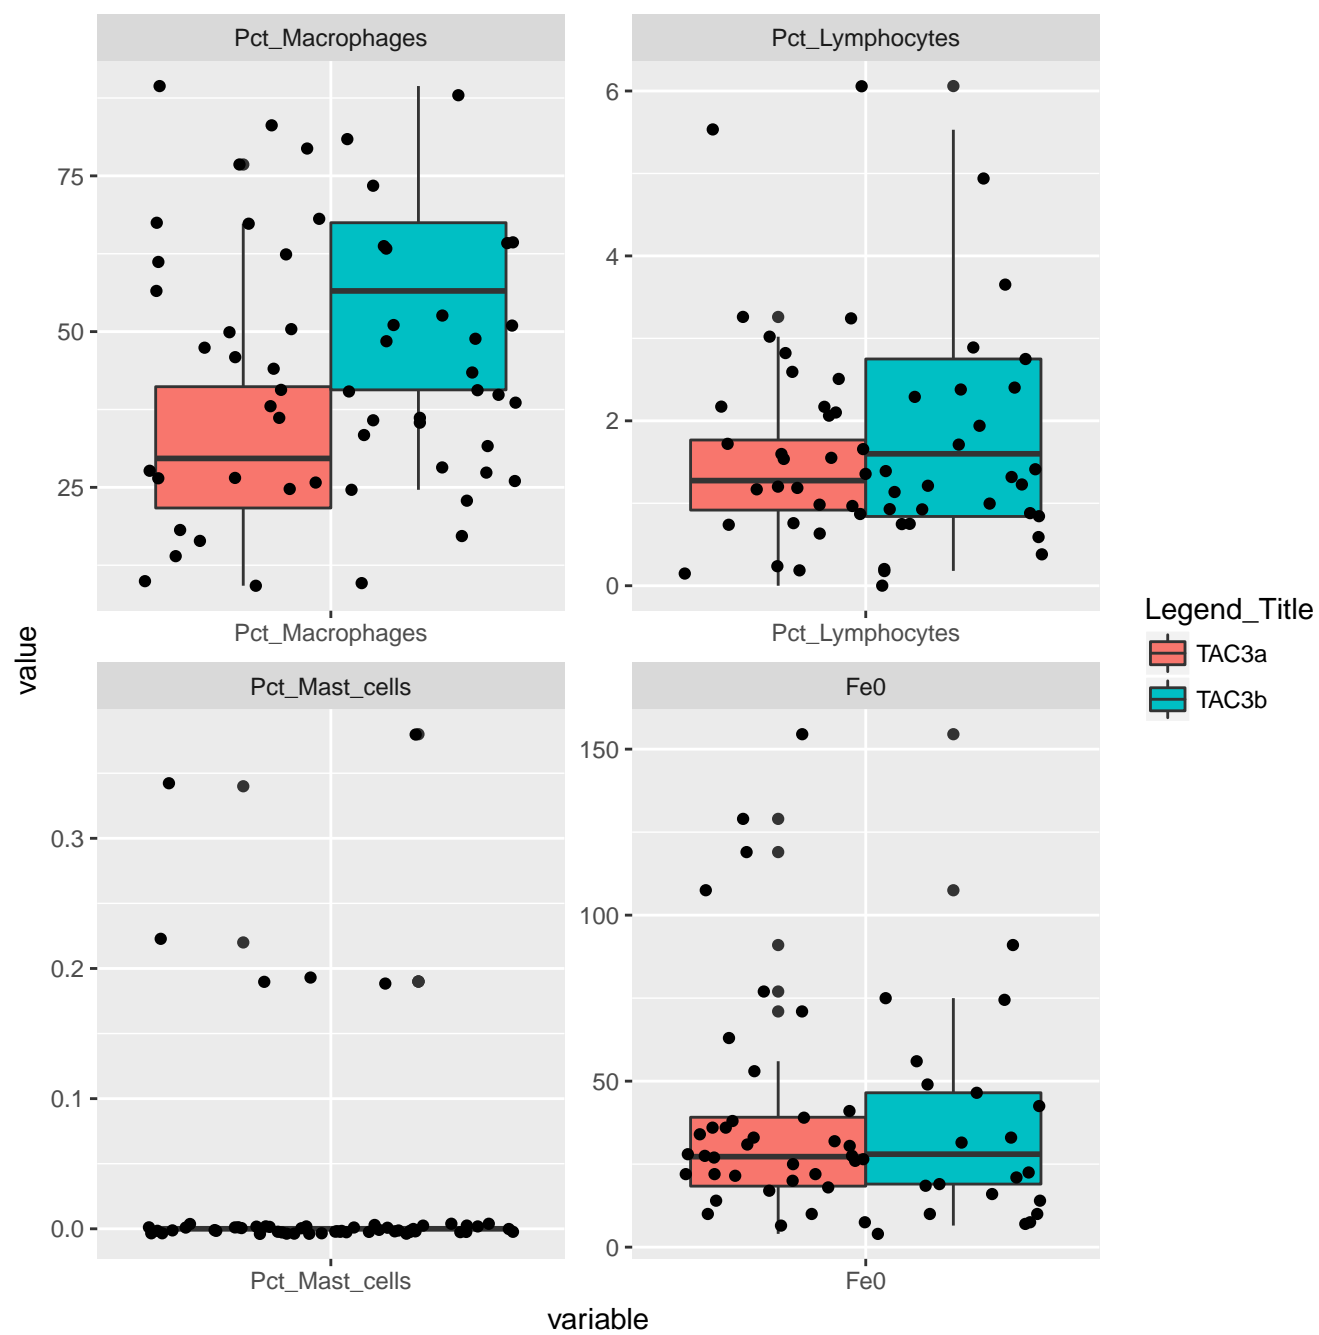 Pct_Macrophages
Pct_Lymphocytes
75
50
25
6
4
2
0
Pct_Macrophages
Pct_Lymphocytes
value
Legend_Title
TAC3a
TAC3b
Pct_Mast_cells
Fe0
0.3
0.2
0.1
0.0
150
100
50
0
Pct_Mast_cells
Fe0
variable